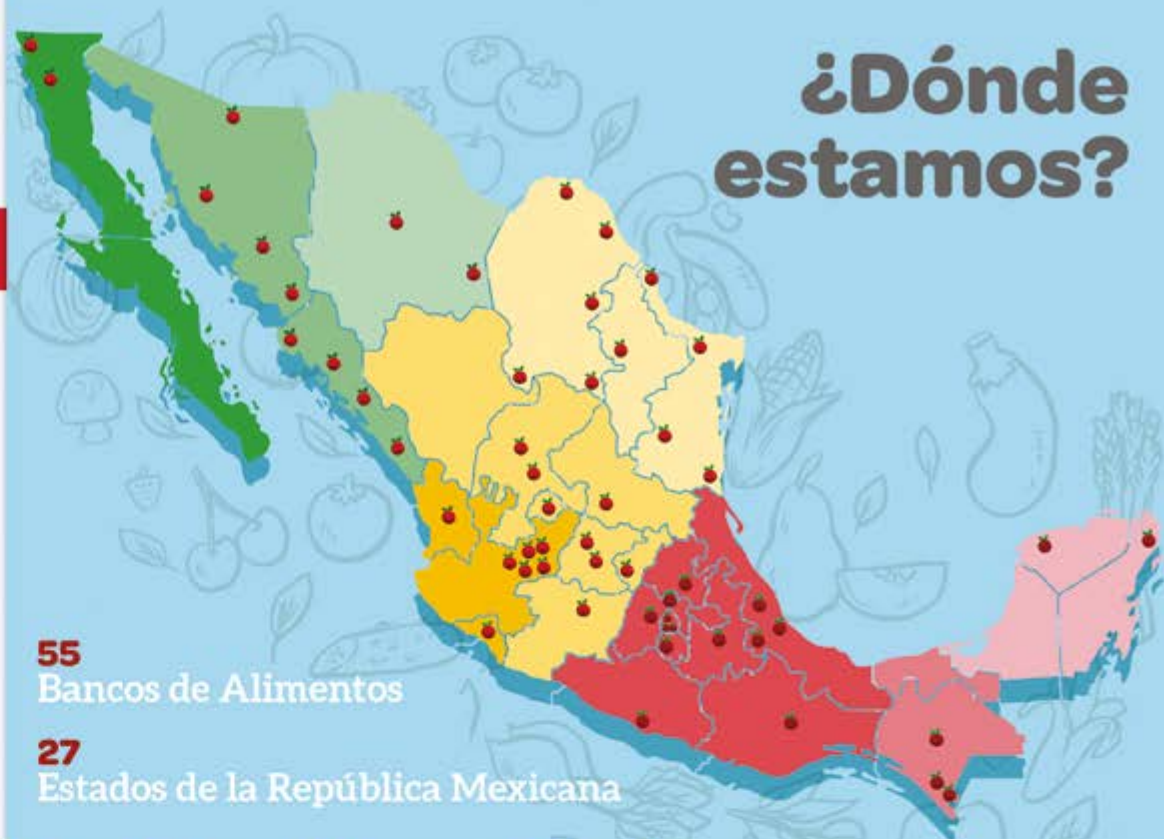 ¿Dónde
estamos?
55
Bancos de Alimentos
27
Estados de la República Mexicana